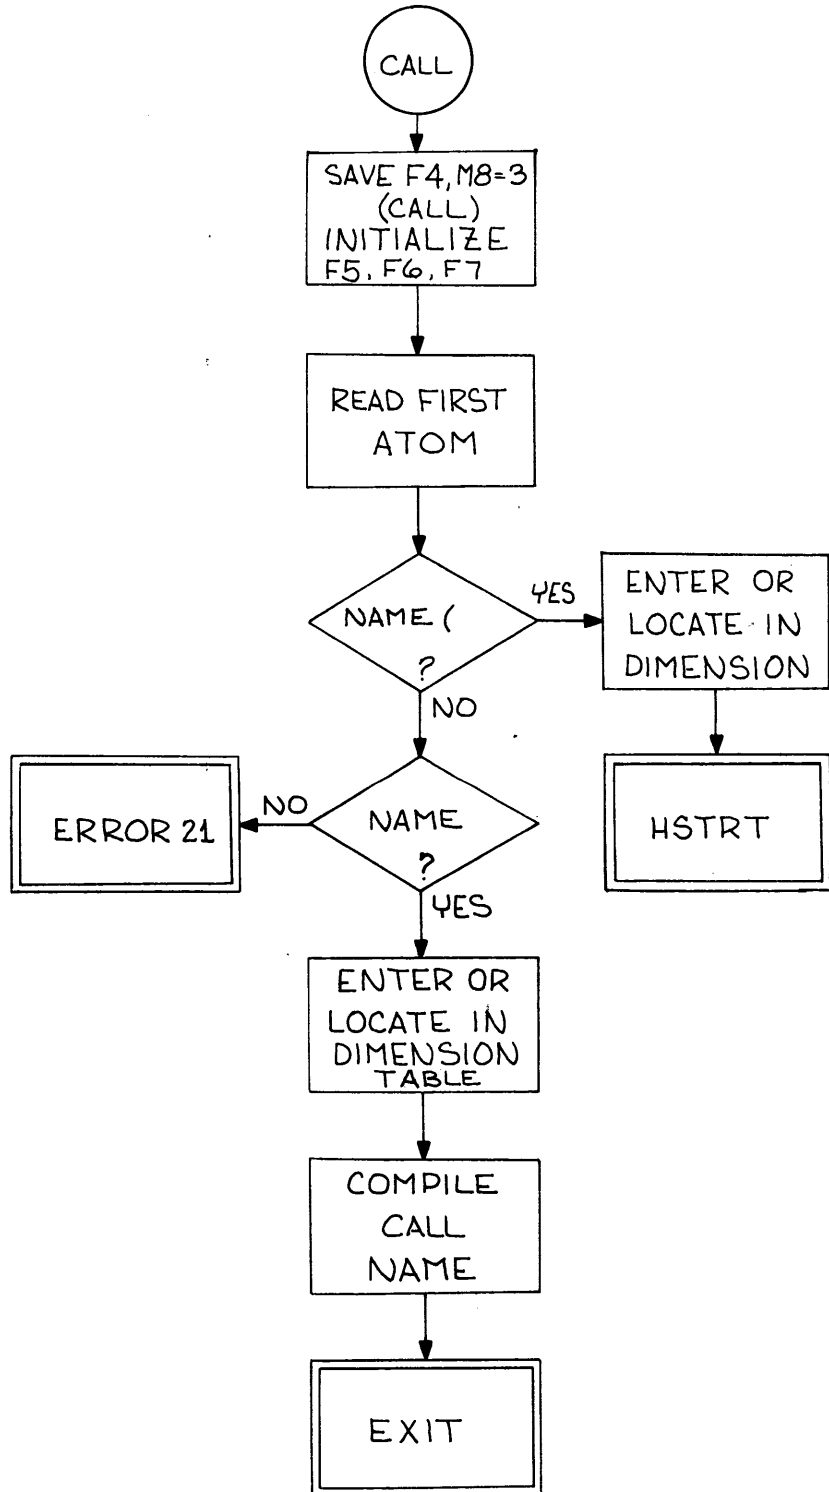 CALL
SAVE F4, M8=3
(CALL)
INITIALIZE
F5, F6, F7
READ FIRST
ATOM
NAME (
?
YES
ENTER OR
LOCATE IN
DIMENSION
NO
HSTRT
NAME
?
NO
ERROR 21
YES
ENTER OR
LOCATE IN
DIMENSION
TABLE
COMPILE
CALL
NAME
EXIT